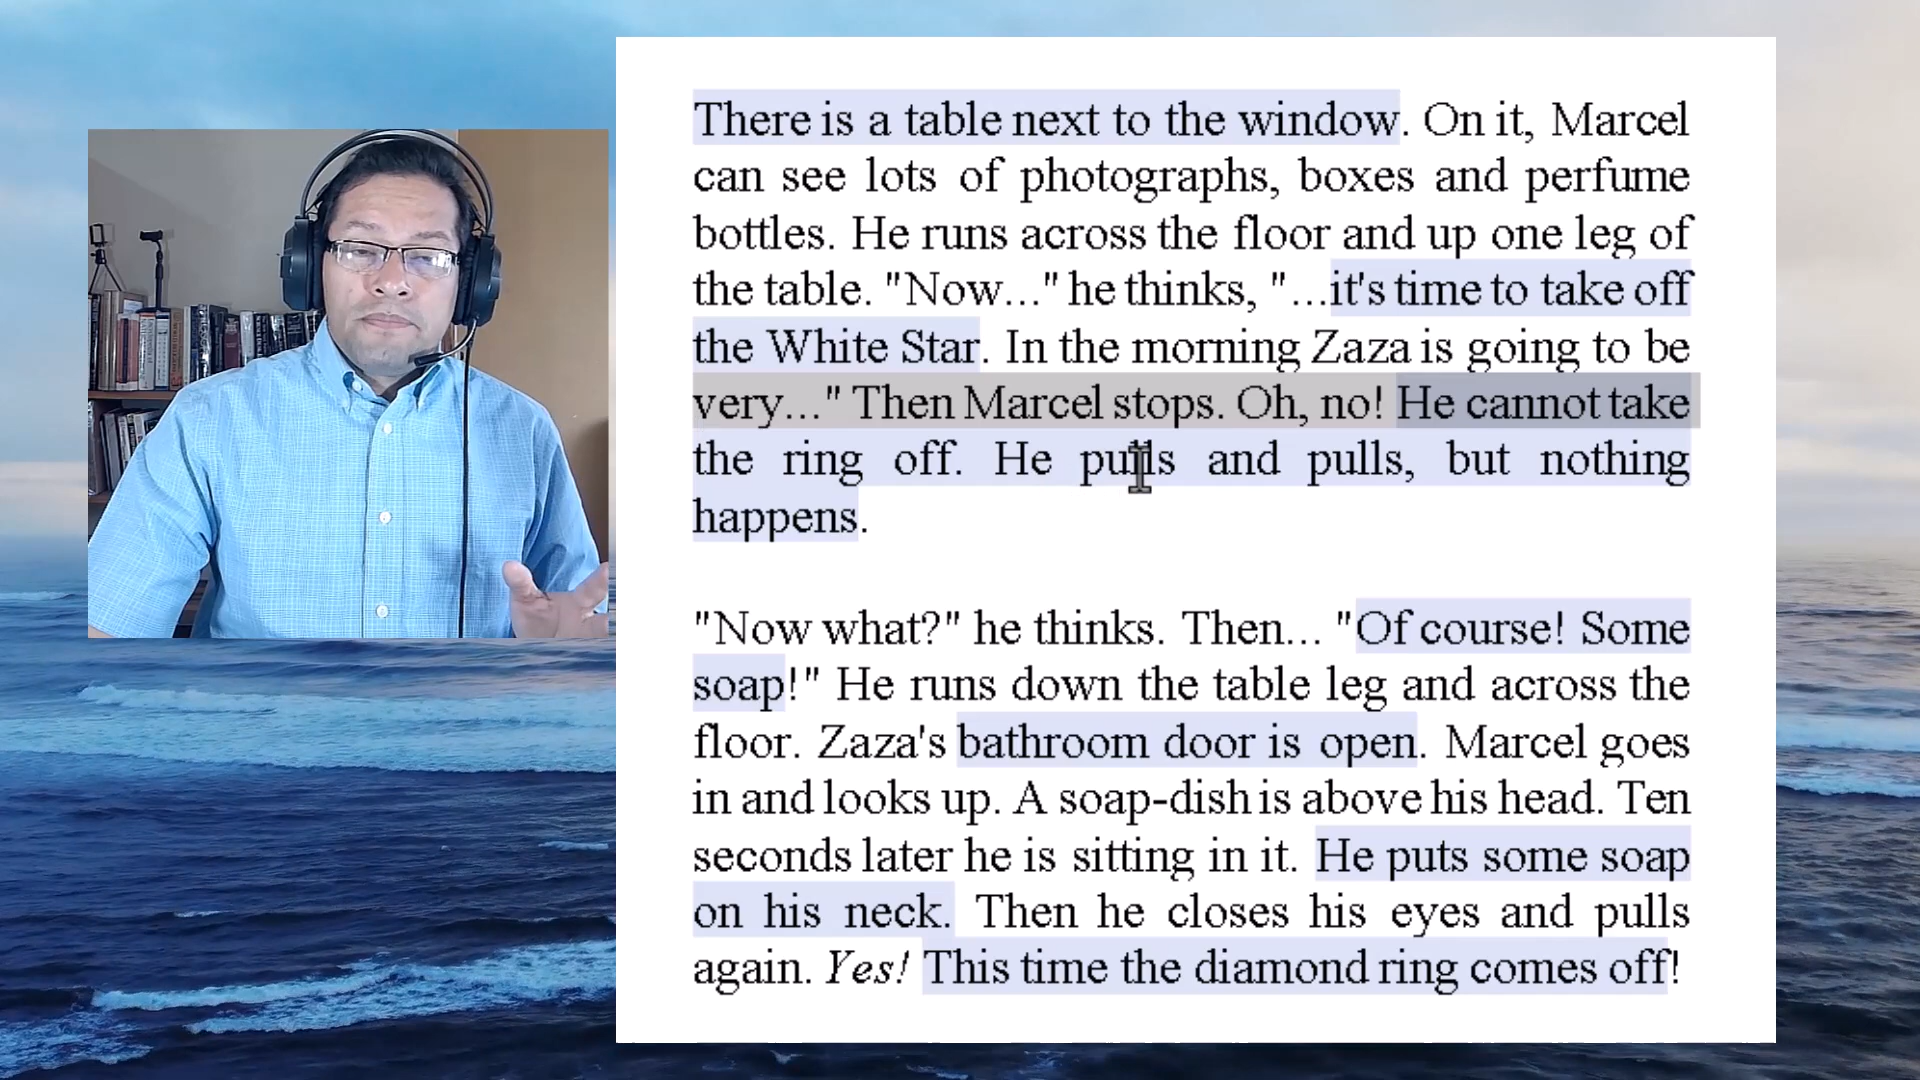 There is a table next to the window. On it, Marcel
can see lots of photographs, boxes and perfume
bottles. He runs across the floor and up one leg of
the table. "Now..." he thinks, "...it's time to take off
the White Star. In the morning Zaza is going to be
very..." Then Marcel stops. Oh, no! He cannot take
the ring off. He pulls and pulls, but nothing
happens.
"Now what?" he thinks. Then... "Of course! Some
soap!" He runs down the table leg and across the
floor. Zaza's bathroom door is open. Marcel goes
in and looks up. A soap-dish is above his head. Ten
seconds later he is sitting in it. He puts some soap
on his neck. Then he closes his eyes and pulls
again. Yes! This time the diamond ring comes off!